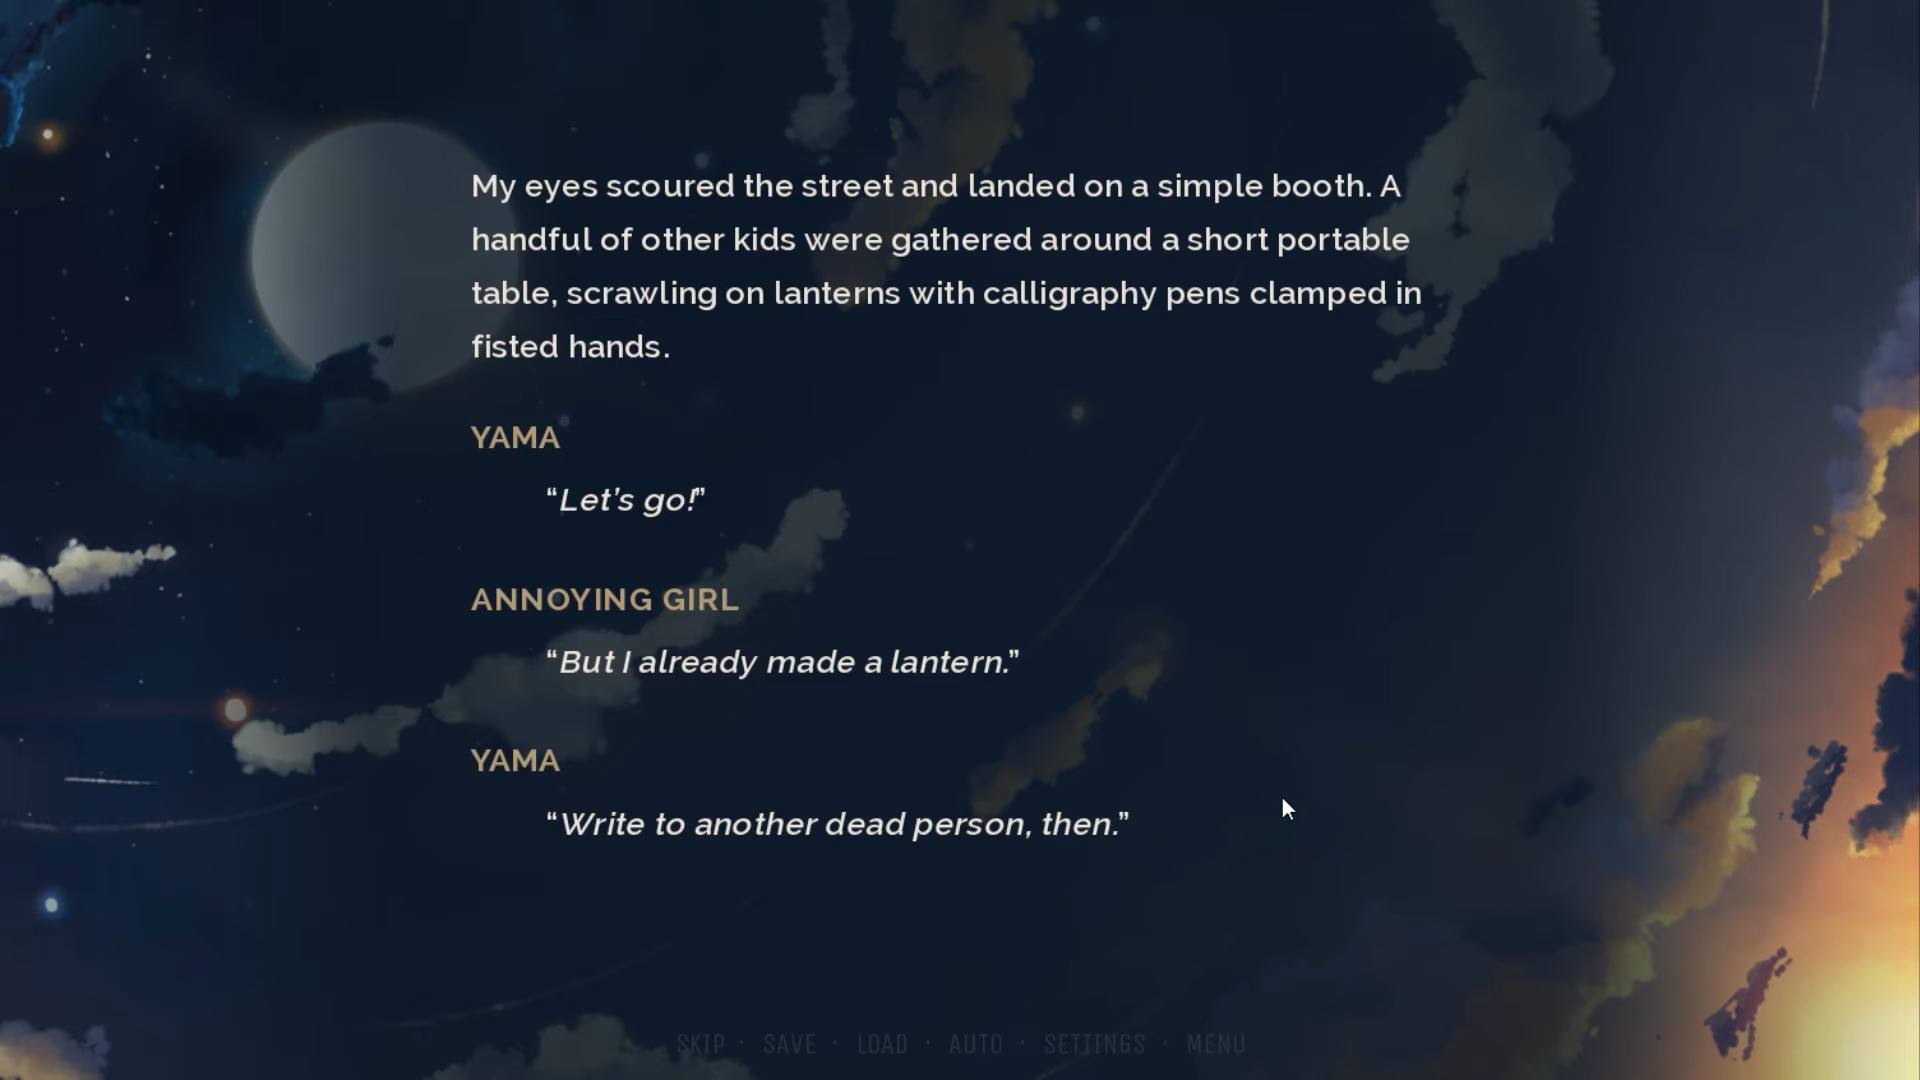 My eyes scoured the street and landed on a simple booth. A
handful of other kids were gathered around a short portable
table, scrawling on lanterns with calligraphy pens clamped in
fisted hands.
YAMA
“Let’s go!”
ANNOYING GIRL
“But I already made a lantern.”
YAMA
“Write to another dead person, then.”
SKIP · SAVE · LOAD · AUTO · SETTINGS · MENU